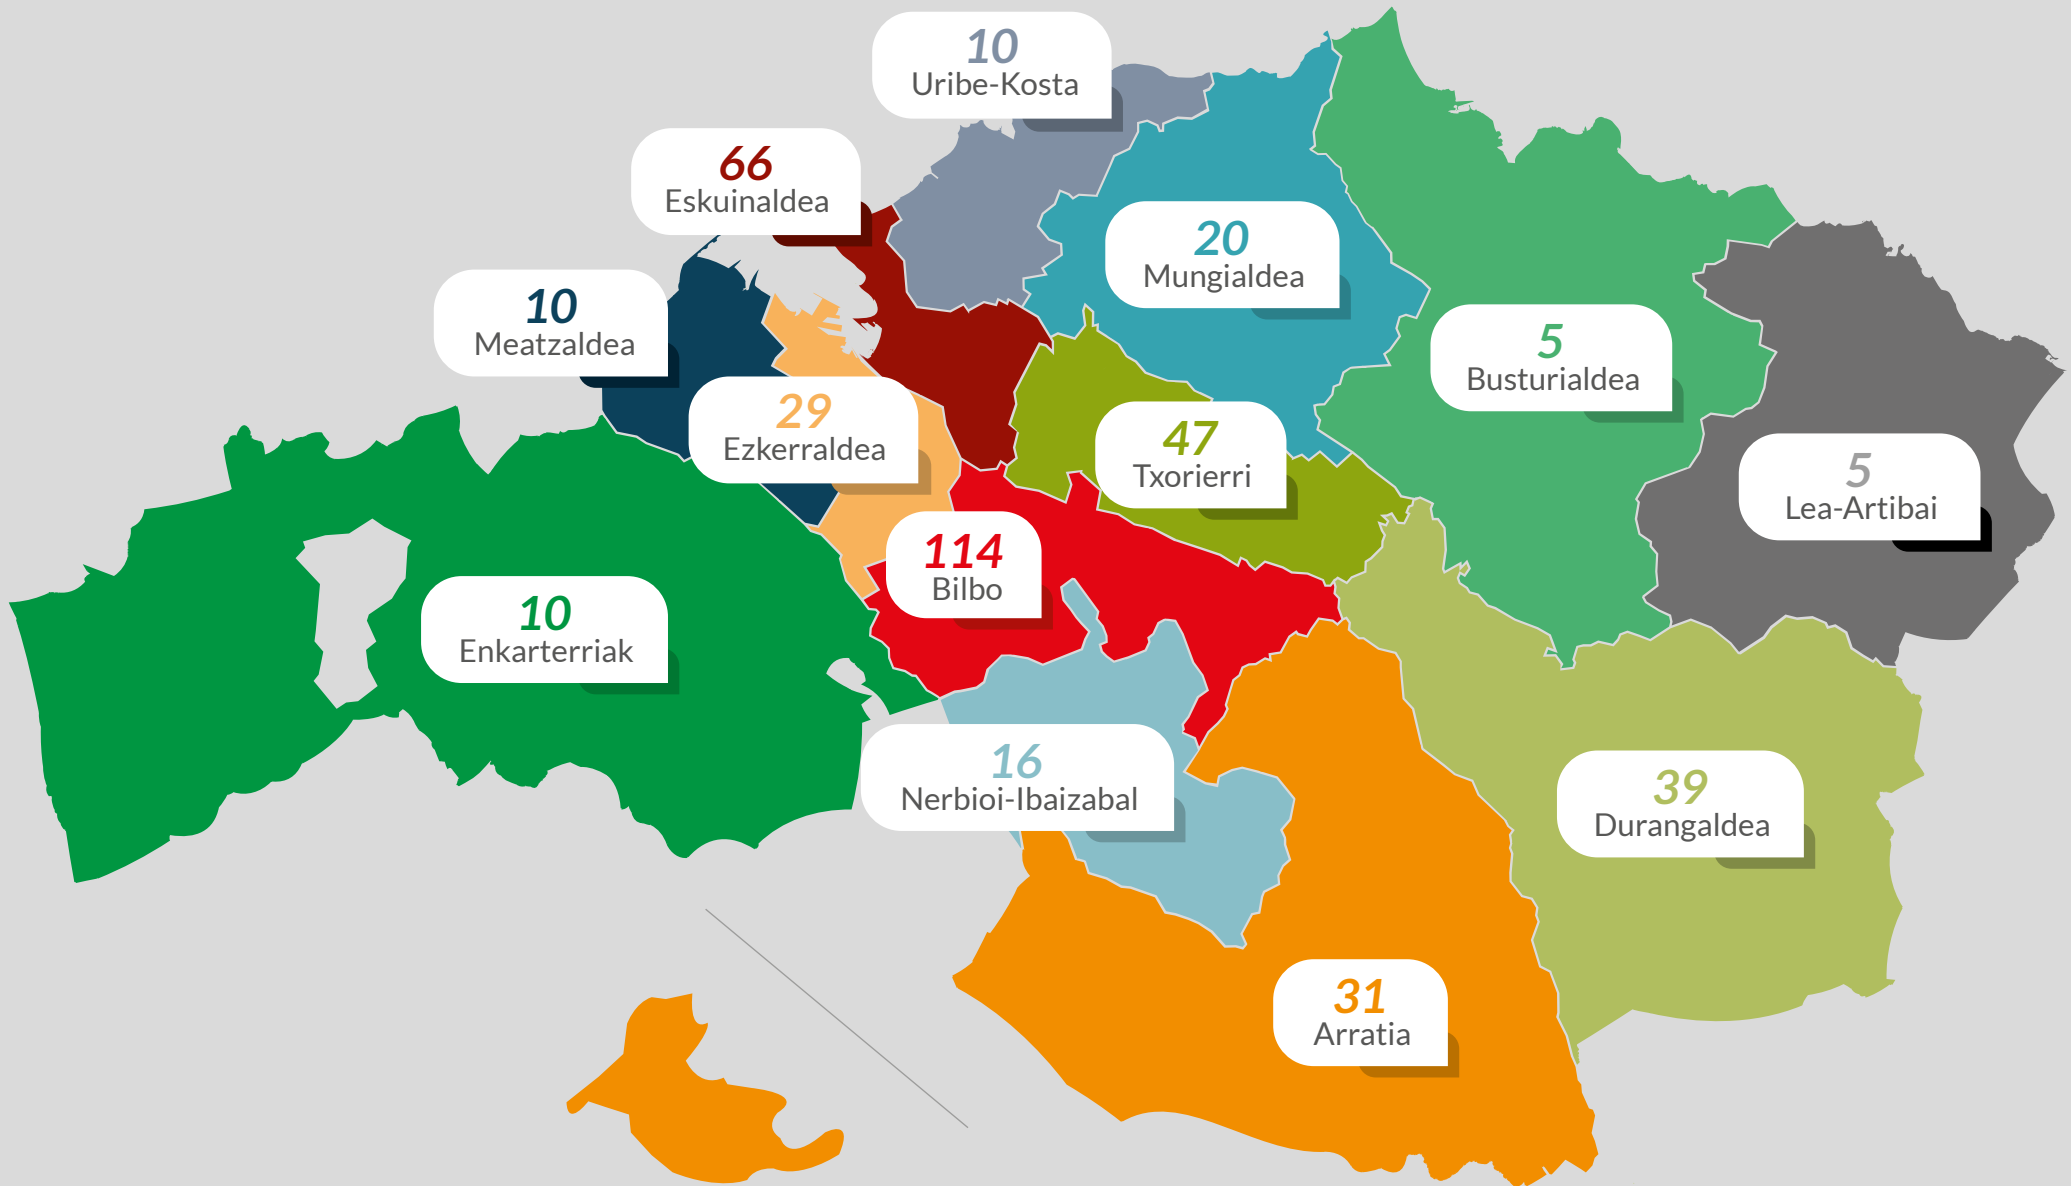 10
Uribe-Kosta
66
Eskuinaldea
20
Mungialdea
10
Meatzaldea
5
Busturialdea
29
Ezkerraldea
47
Txorierri
5
Lea-Artibai
114
Bilbo
10
Enkarterriak
16
Nerbioi-Ibaizabal
39
Durangaldea
31
Arratia